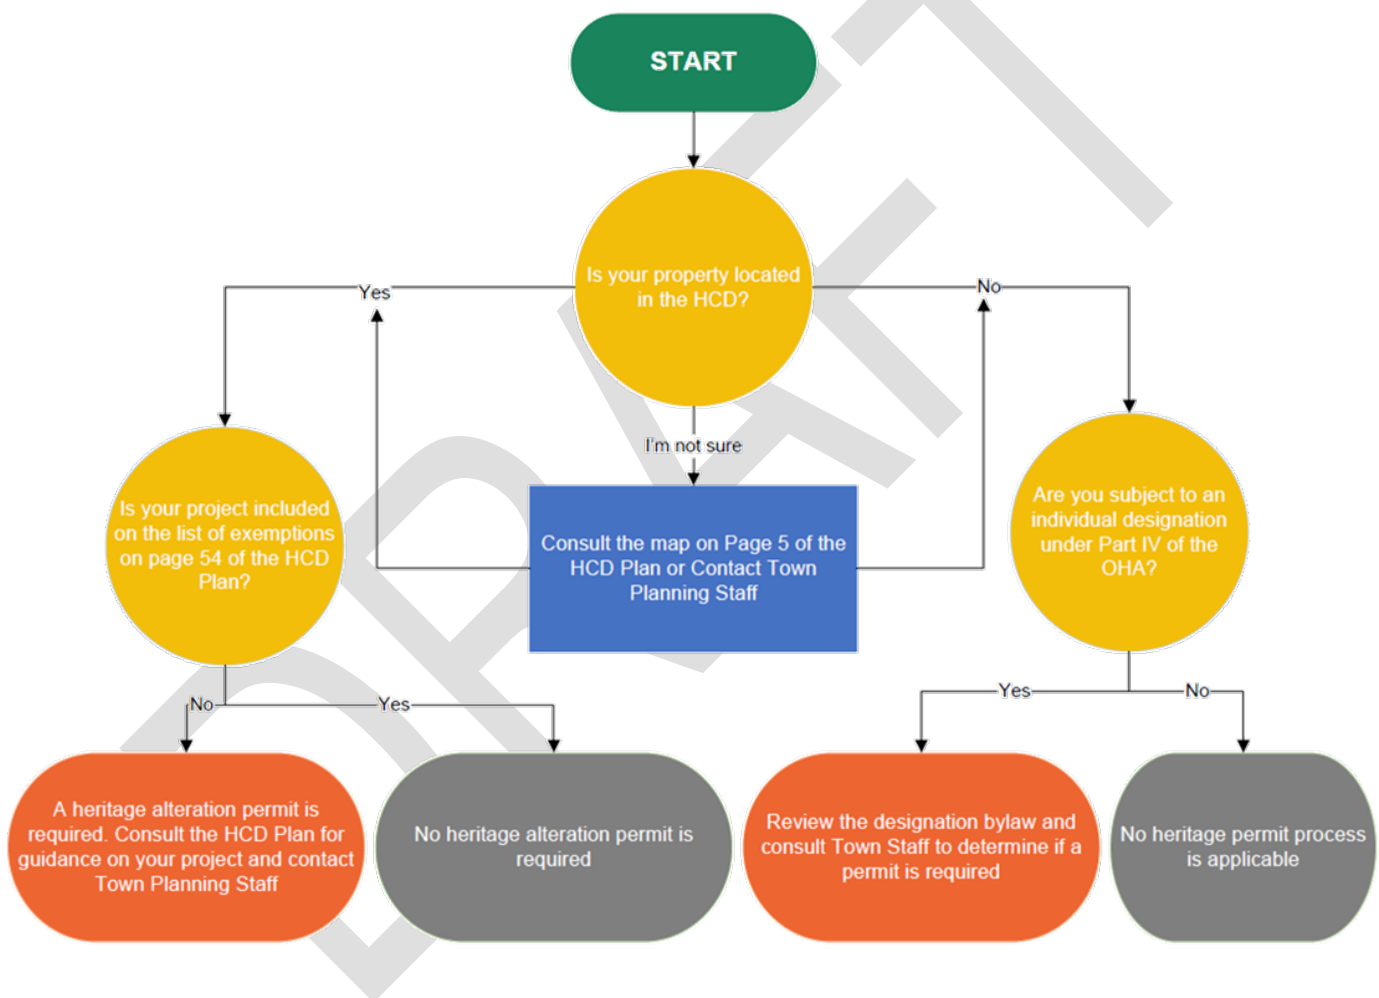 START
Is your property located
in the HCD?
Yes
No
I'm not sure
Is your project included
on the list of exemptions
on page 54 of the HCD
Plan?
Consult the map on Page 5 of the
HCD Plan or Contact Town
Planning Staff
Are you subject to an
individual designation
under Part IV of the
OHA?
No
Yes
Yes
No
A heritage alteration permit is
required. Consult the HCD Plan for
guidance on your project and contact
Town Planning Staff
No heritage alteration permit is
required
Review the designation bylaw and
consult Town Staff to determine if a
permit is required
No heritage permit process
is applicable
DRAFT